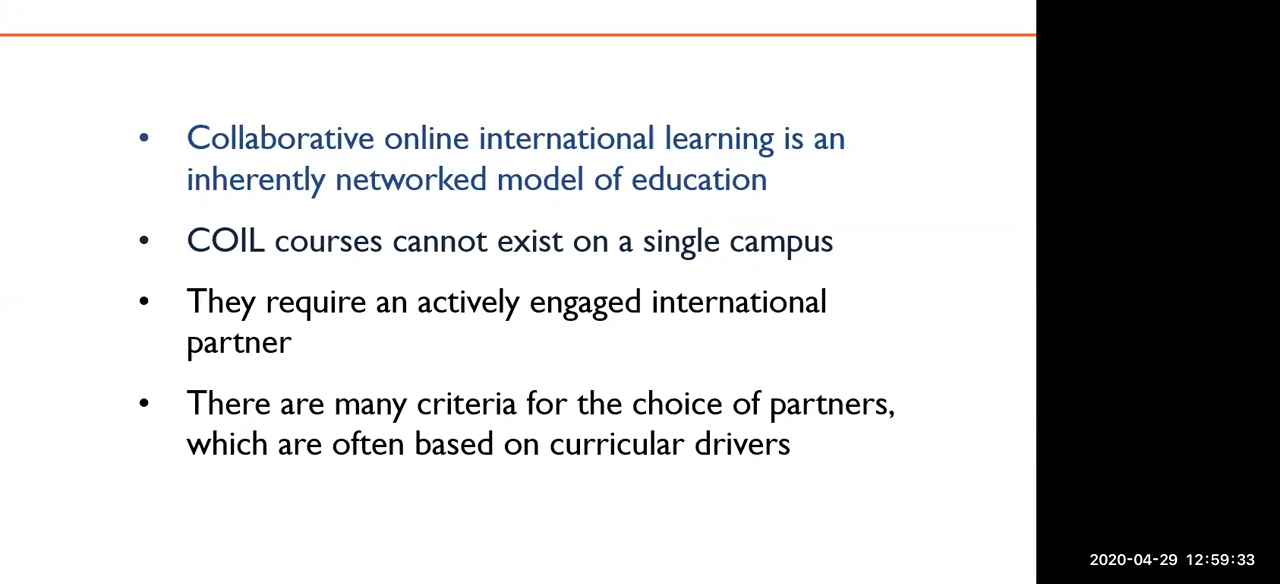 • Collaborative online international learning is an
inherently networked model of education
• COIL courses cannot exist on a single campus
• They require an actively engaged international
partner
• There are many criteria for the choice of partners,
which are often based on curricular drivers
2020-04-29 12:59:33